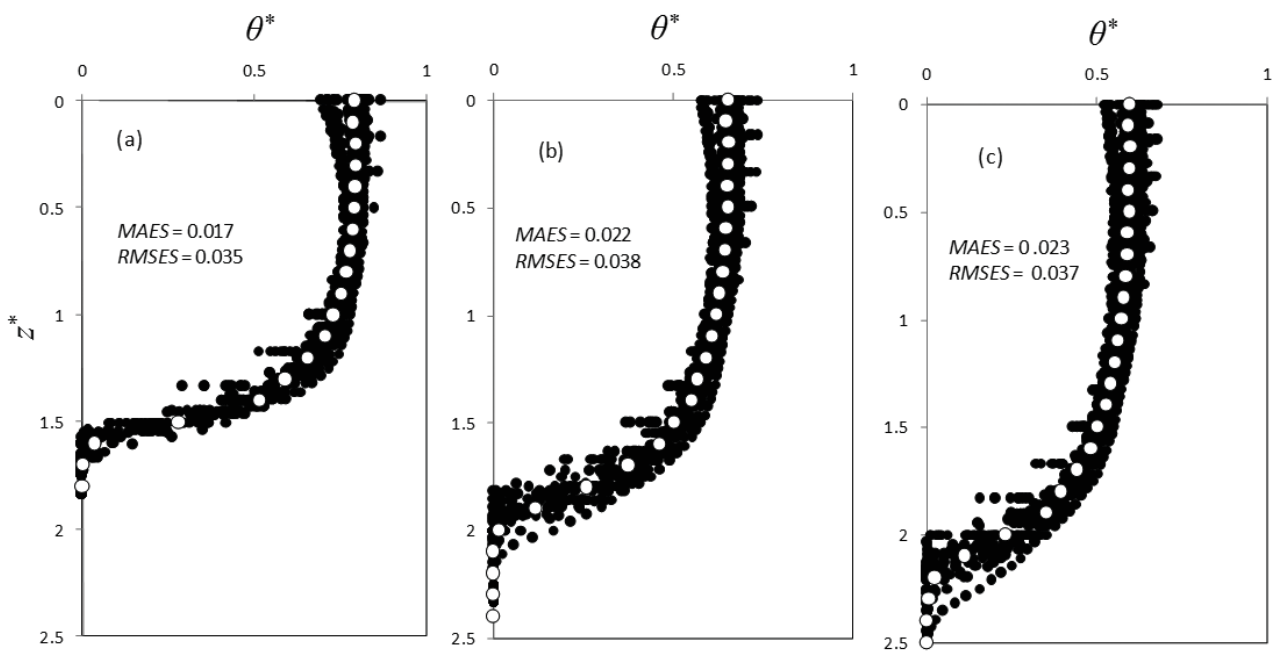 θ* θ* θ*
0 0.5 1 0 0.5 1 0 0.5 1
0 0 0
(a) (b) (c)
0.5 0.5 0.5
MAES = 0.017 MAES = 0.022 MAES = 0 .023
RMSES = 0.035 RMSES = 0.038 RMSES = 0.037
z*
1 1 1
1.5 1.5 1.5
2 2 2
2.5 2.5 2.5